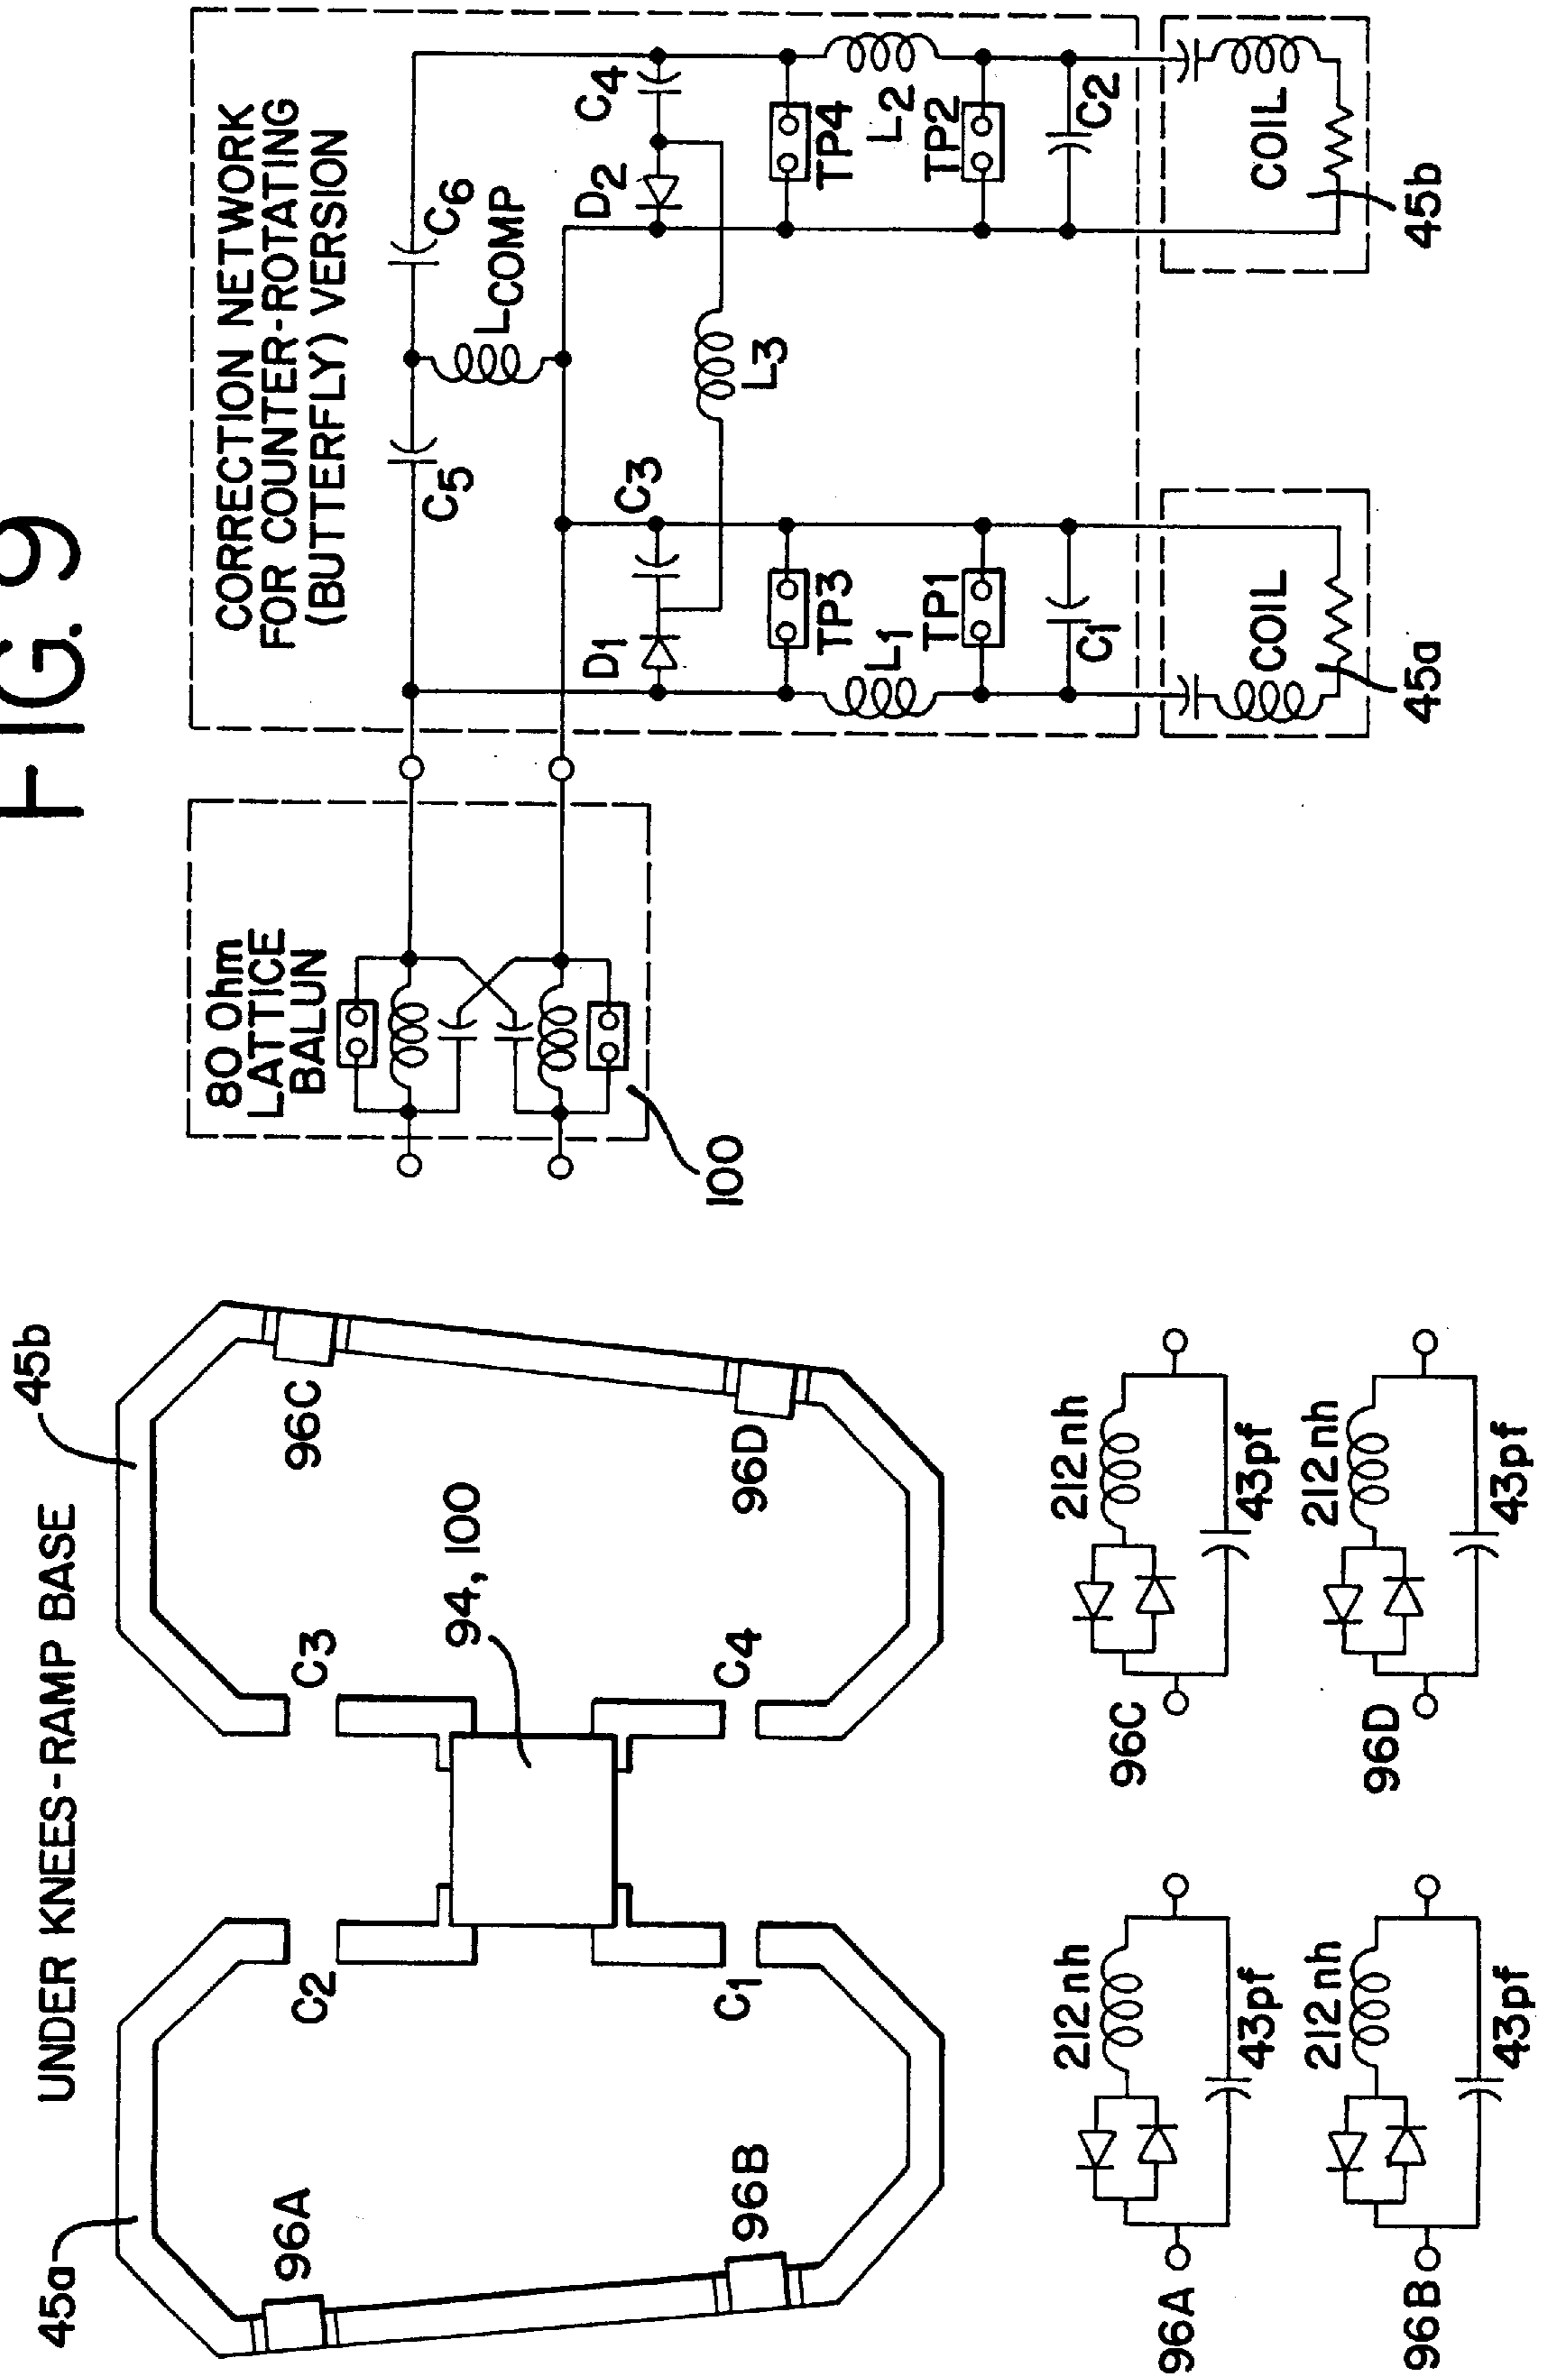 FIG. 9
UNDER KNEES-RAMP BASE
45a
45b
96A
96B
C2
C1
94, 100
C3
C4
96C
96D
96A
212nh
43pf
96B
212nh
43pf
96C
212nh
43pf
96D
212nh
43pf
80 Ohm
LATTICE
BALUN
100
CORRECTION NETWORK
FOR COUNTER-ROTATING
(BUTTERFLY) VERSION
C5
C6
LCOMP
D1
C3
D2
C4
L3
TP3
TP4
L1
L2
TP1
TP2
C1
C2
COIL
45a
COIL
45b